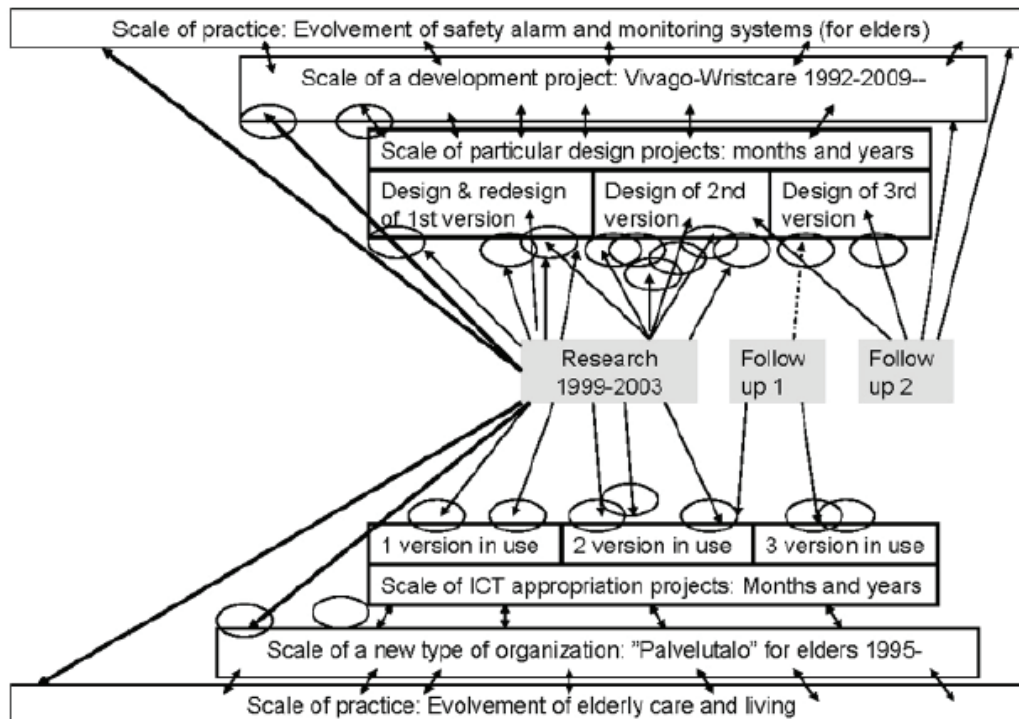 Scale of practice: Evolvement of safety alarm and monitoring systems (for elders)
Scale of a development project: Vivago-Wristcare 1992-2009--
Scale of particular design projects: months and years
Design & redesign
of 1st version
Design of 2nd
version
Design of 3rd
version
Research
1999-2003
Follow
up 1
Follow
up 2
1 version in use
2 version in use
3 version in use
Scale of ICT appropriation projects: Months and years
Scale of a new type of organization: "Palvelutalo" for elders 1995-
Scale of practice: Evolvement of elderly care and living